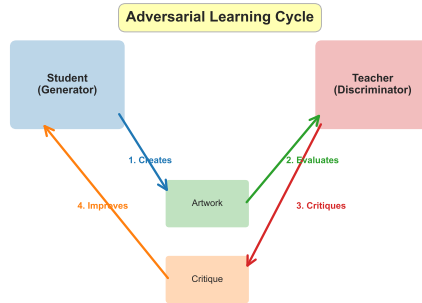 Adversarial Learning Cycle
Student
(Generator)
Teacher
(Discriminator)
1. Creates
2. Evaluates
Artwork
4. Improves
3. Critiques
Critique